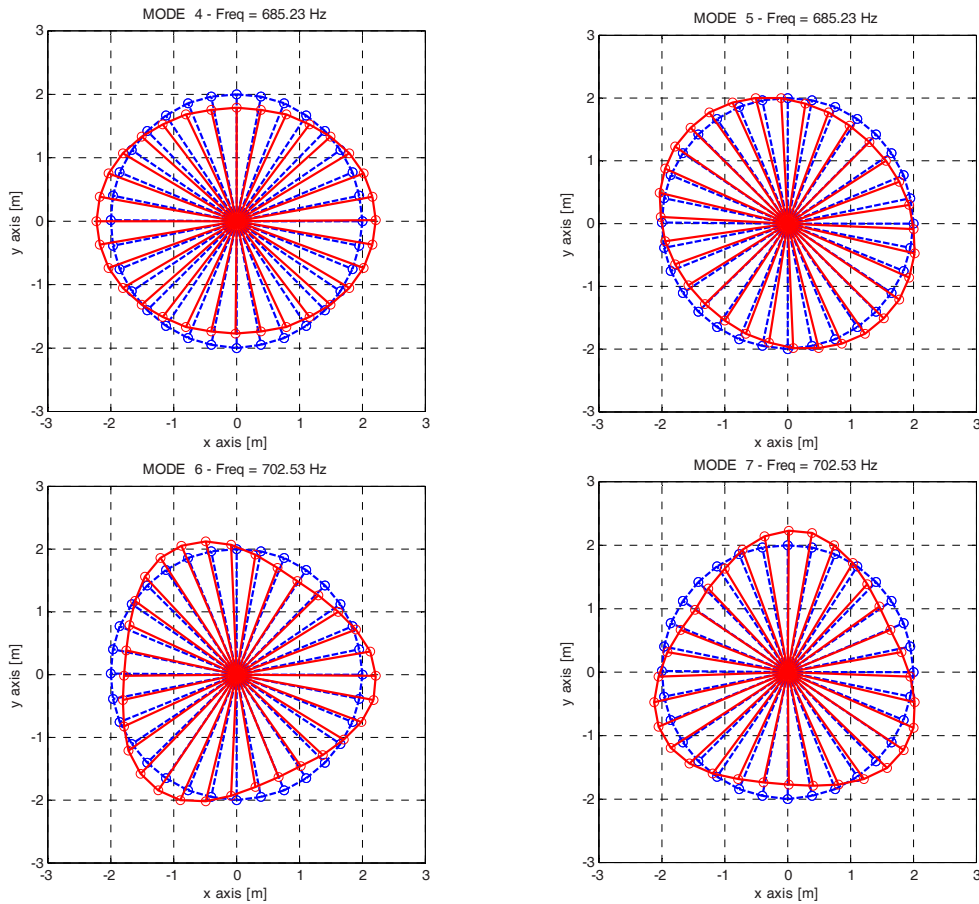 MODE 4 - Freq = 685.23 Hz
3
2
1
0
-1
-2
-3
-3 -2 -1 0 1 2 3
y axis [m]
x axis [m]
MODE 5 - Freq = 685.23 Hz
3
2
1
0
-1
-2
-3
-3 -2 -1 0 1 2 3
y axis [m]
x axis [m]
MODE 6 - Freq = 702.53 Hz
3
2
1
0
-1
-2
-3
-3 -2 -1 0 1 2 3
y axis [m]
x axis [m]
MODE 7 - Freq = 702.53 Hz
3
2
1
0
-1
-2
-3
-3 -2 -1 0 1 2 3
y axis [m]
x axis [m]